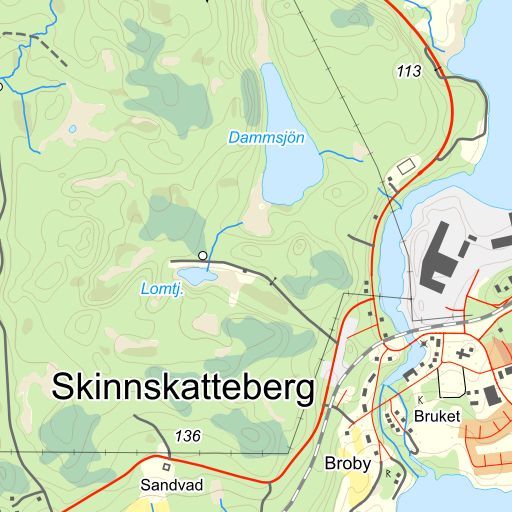 113
Dammsjön
Lomtj.
Skinnskatteberg
Bruket
136
Broby
Sandvad